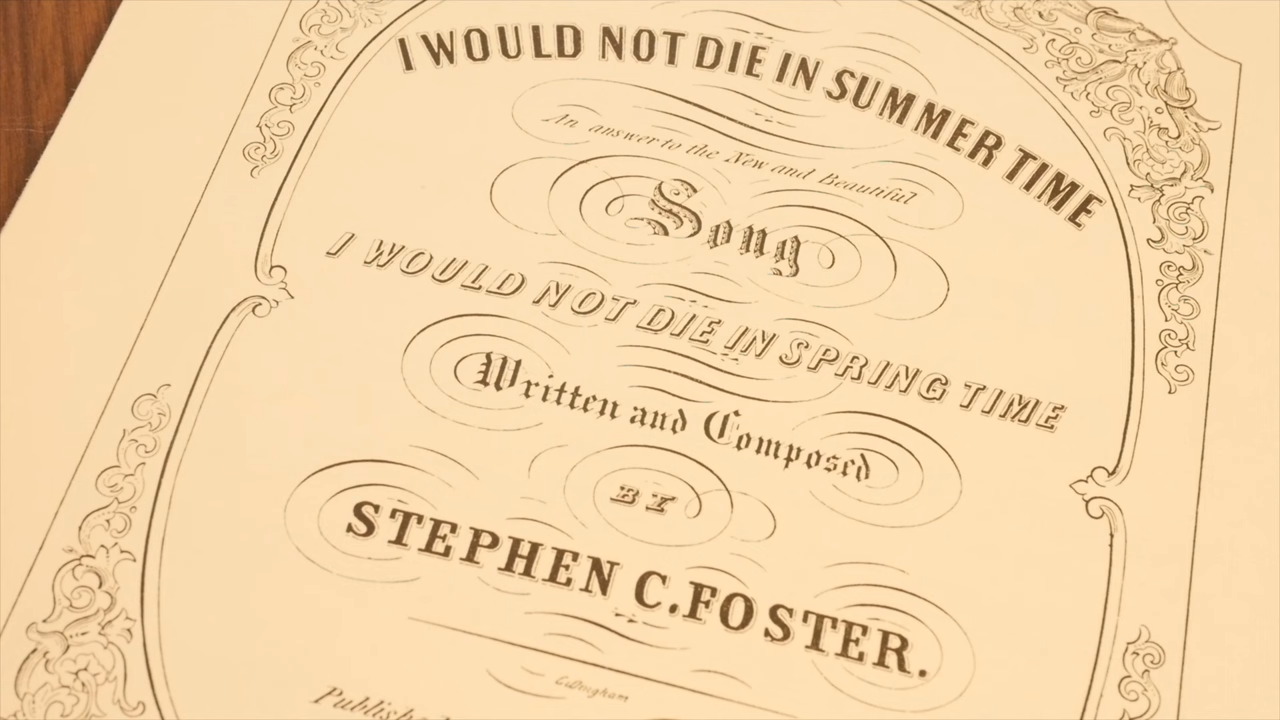 I WOULD NOT DIE IN SUMMER TIME
An answer to the New and Beautiful
Song
I WOULD NOT DIE IN SPRING TIME
Written and Composed
BY
STEPHEN C. FOSTER.